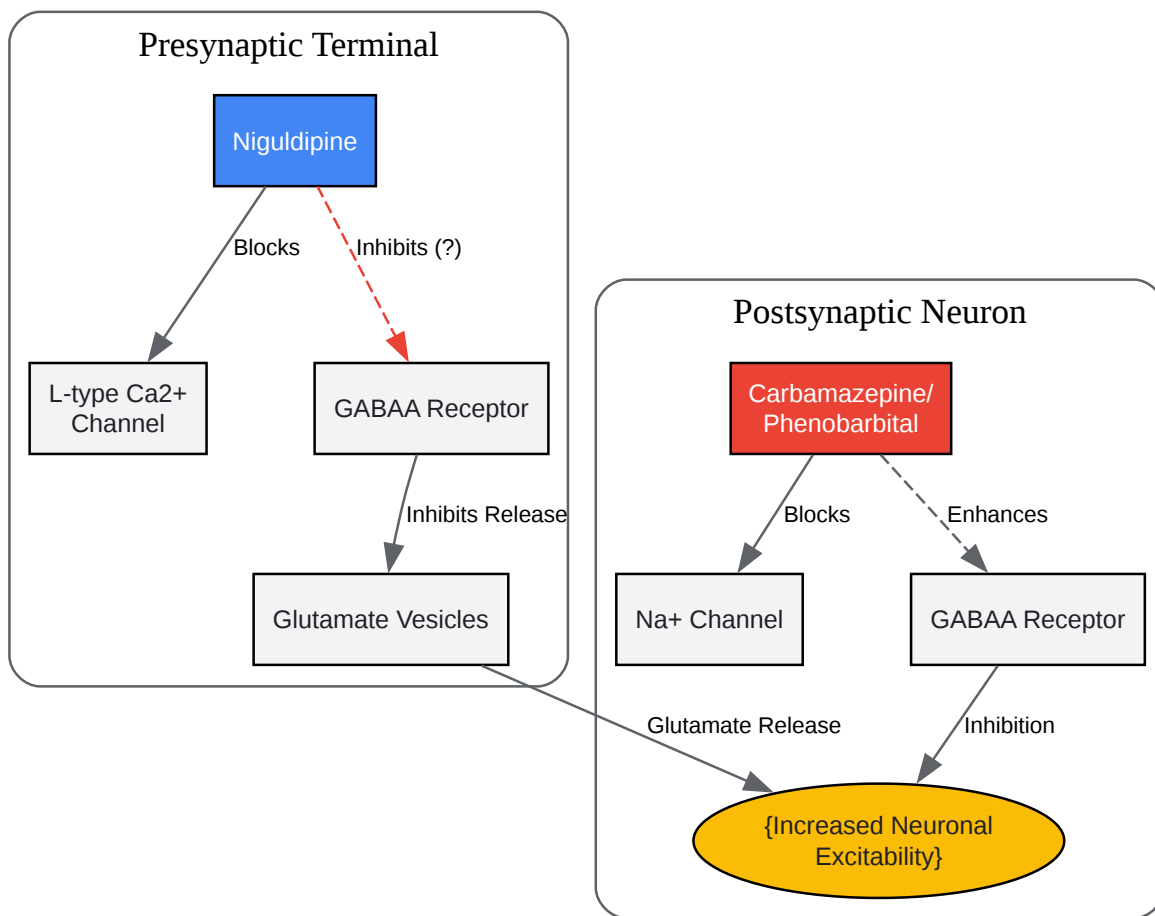 Presynaptic Terminal
Niguldipine
Blocks
Inhibits (?)
L-type Ca2+
Channel
GABAA Receptor
Inhibits Release
Glutamate Vesicles
Glutamate Release
Postsynaptic Neuron
Carbamazepine/
Phenobarbital
Blocks
Enhances
Na+ Channel
GABAA Receptor
Inhibition
{Increased Neuronal
Excitability}